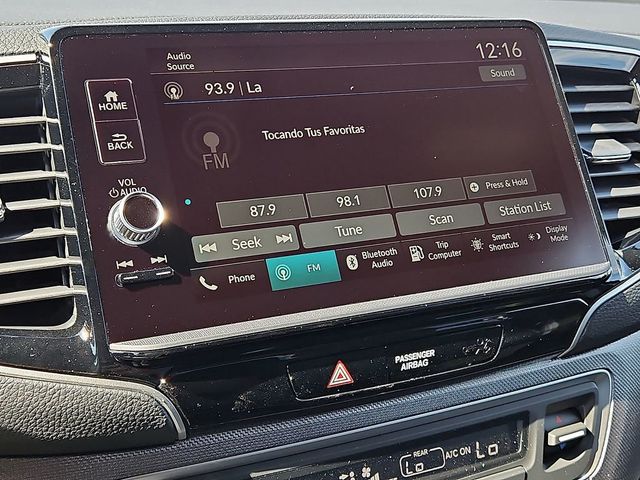 Audio
Source
12:16
93.9 | La
Sound
HOME
BACK
Tocando Tus Favoritas
FM
VOL
AUDIO
87.9 98.1 107.9 Press & Hold
Seek Tune Scan Station List
Phone FM Bluetooth
Audio Trip
Computer Smart
Shortcuts Display
Mode
PASSENGER
AIRBAG
REAR
Lo
A/C ON
Lo